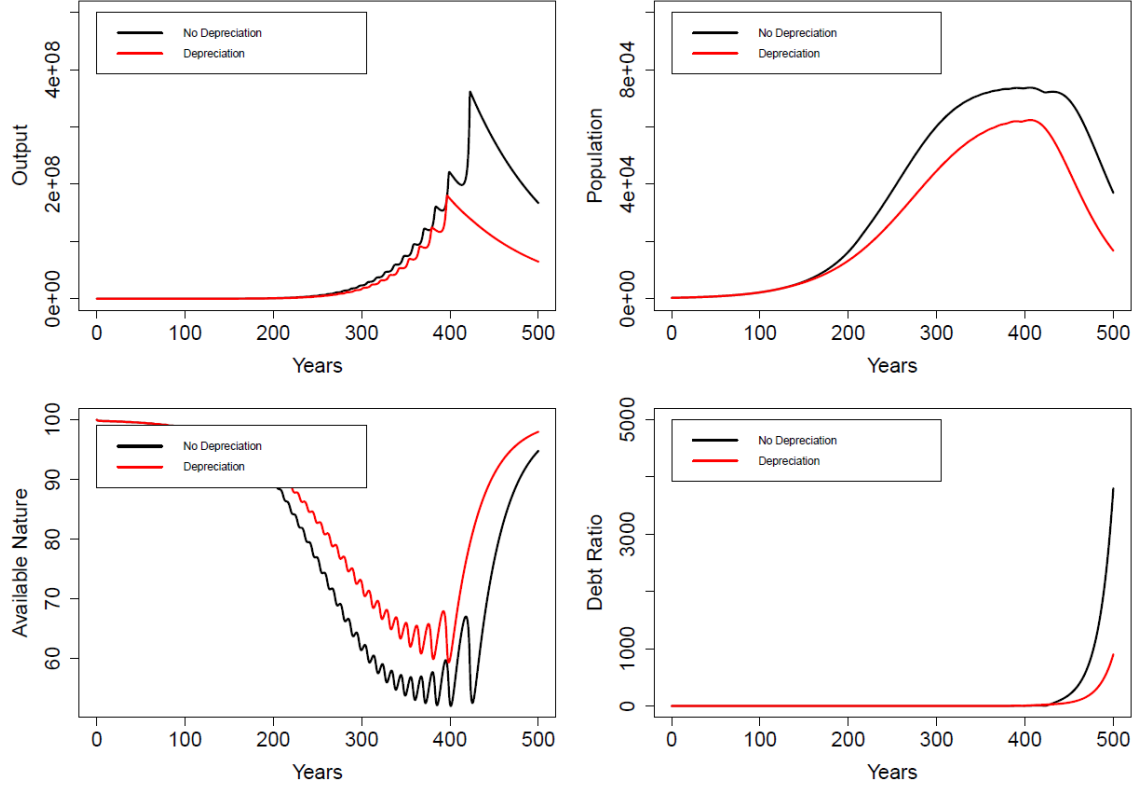 No Depreciation
Depreciation
Output
0e+00 2e+08 4e+08
0 100 200 300 400 500
Years
No Depreciation
Depreciation
Population
0e+00 4e+04 8e+04
0 100 200 300 400 500
Years
No Depreciation
Depreciation
Available Nature
60 70 80 90 100
0 100 200 300 400 500
Years
No Depreciation
Depreciation
Debt Ratio
0 1000 3000 5000
0 100 200 300 400 500
Years